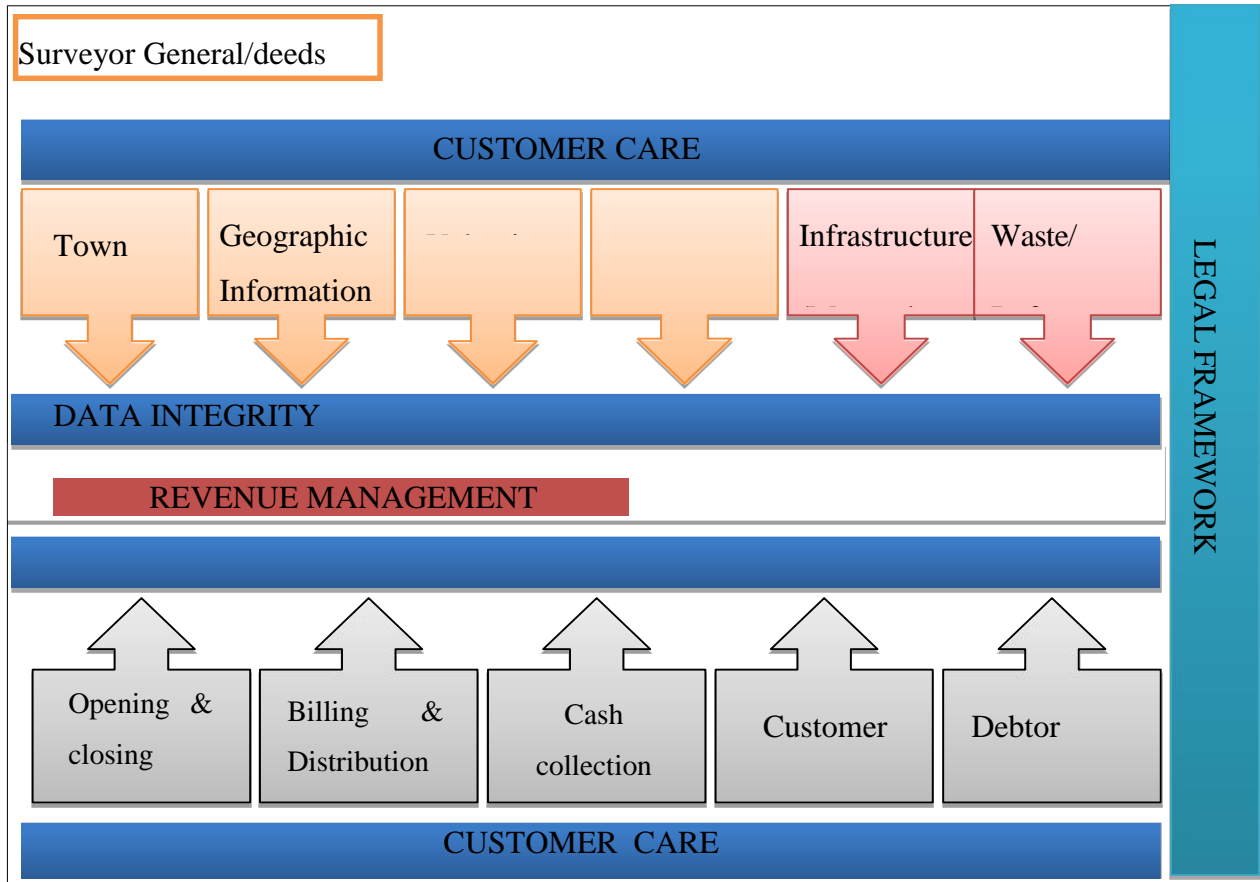 Surveyor General/deeds
CUSTOMER CARE
Town
Geographic
Information
Infrastructure
Waste/
DATA INTEGRITY
REVENUE MANAGEMENT
Opening &
closing
Billing &
Distribution
Cash
collection
Customer
Debtor
CUSTOMER CARE
LEGAL FRAMEWORK